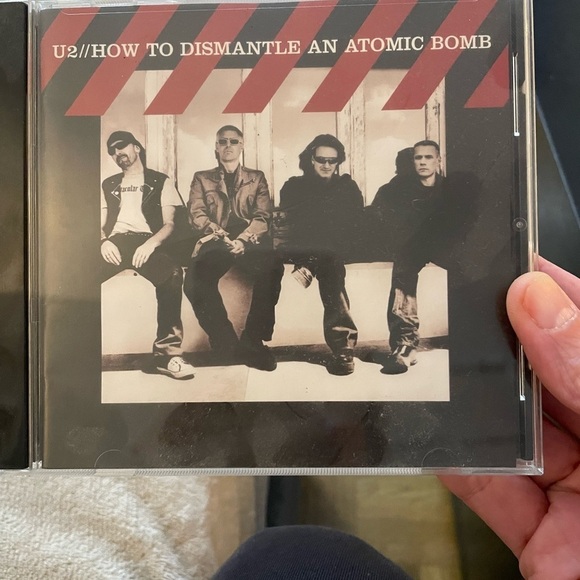 U2//HOW TO DISMANTLE AN ATOMIC BOMB